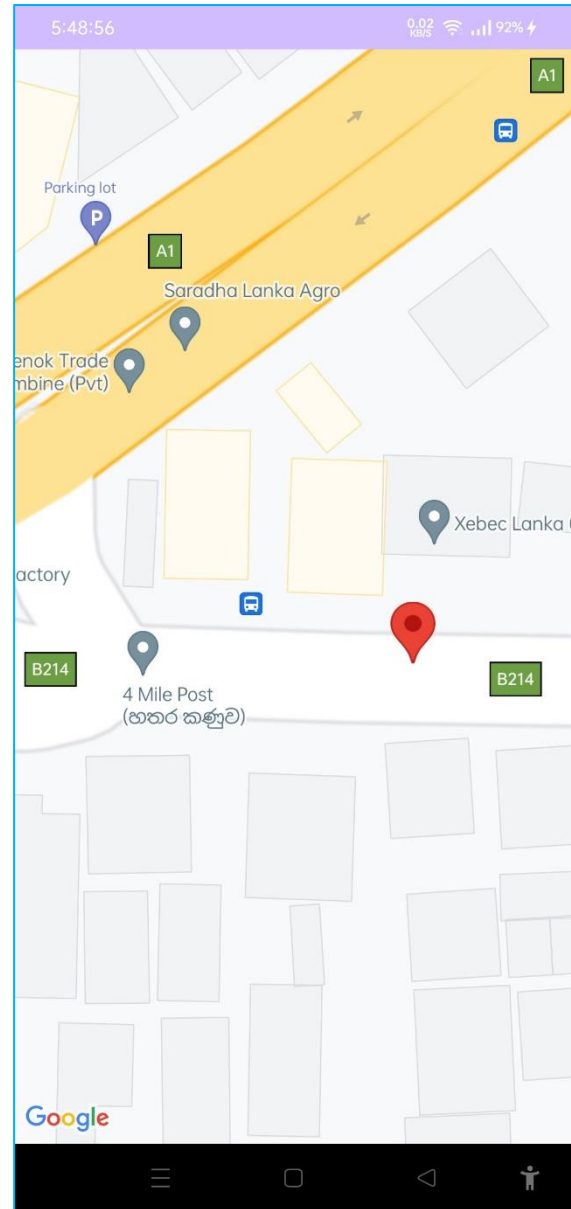 5:48:56
0.02
KB/S
92%
A1
Parking lot
P
A1
Saradha Lanka Agro
enok Trade
mbine (Pvt)
Xebec Lanka (
actory
B214
B214
4 Mile Post
(හතර කණුව)
Google